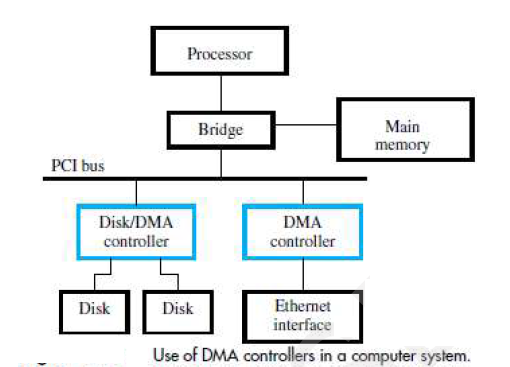 Processor
Bridge
Main
memory
PCI bus
Disk/DMA
controller
DMA
controller
Disk
Disk
Ethernet
interface
Use of DMA controllers in a computer system.